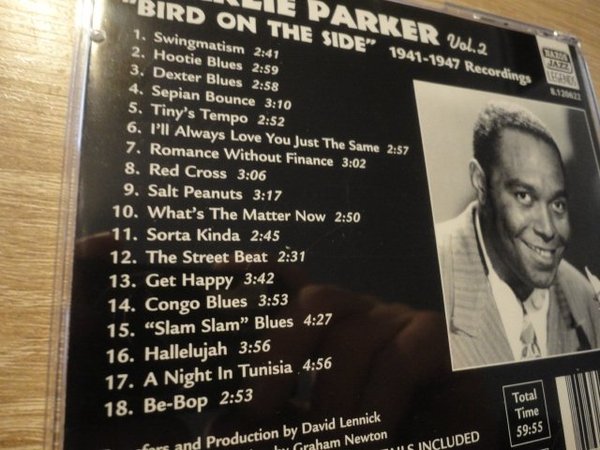 PARKER Vol.2
"BIRD ON THE SIDE" 1941-1947 Recordings
NAXOS
JAZZ
LEGENDS
8.120622
1. Swingmatism 2:41
2. Hootie Blues 2:59
3. Dexter Blues 2:58
4. Sepian Bounce 3:10
5. Tiny's Tempo 2:52
6. I'll Always Love You Just The Same 2:57
7. Romance Without Finance 3:02
8. Red Cross 3:06
9. Salt Peanuts 3:17
10. What's The Matter Now 2:50
11. Sorta Kinda 2:45
12. The Street Beat 2:31
13. Get Happy 3:42
14. Congo Blues 3:53
15. "Slam Slam" Blues 4:27
16. Hallelujah 3:56
17. A Night In Tunisia 4:56
18. Be-Bop 2:53
Total
Time
59:55
and Production by David Lennick
by Graham Newton
INCLUDED